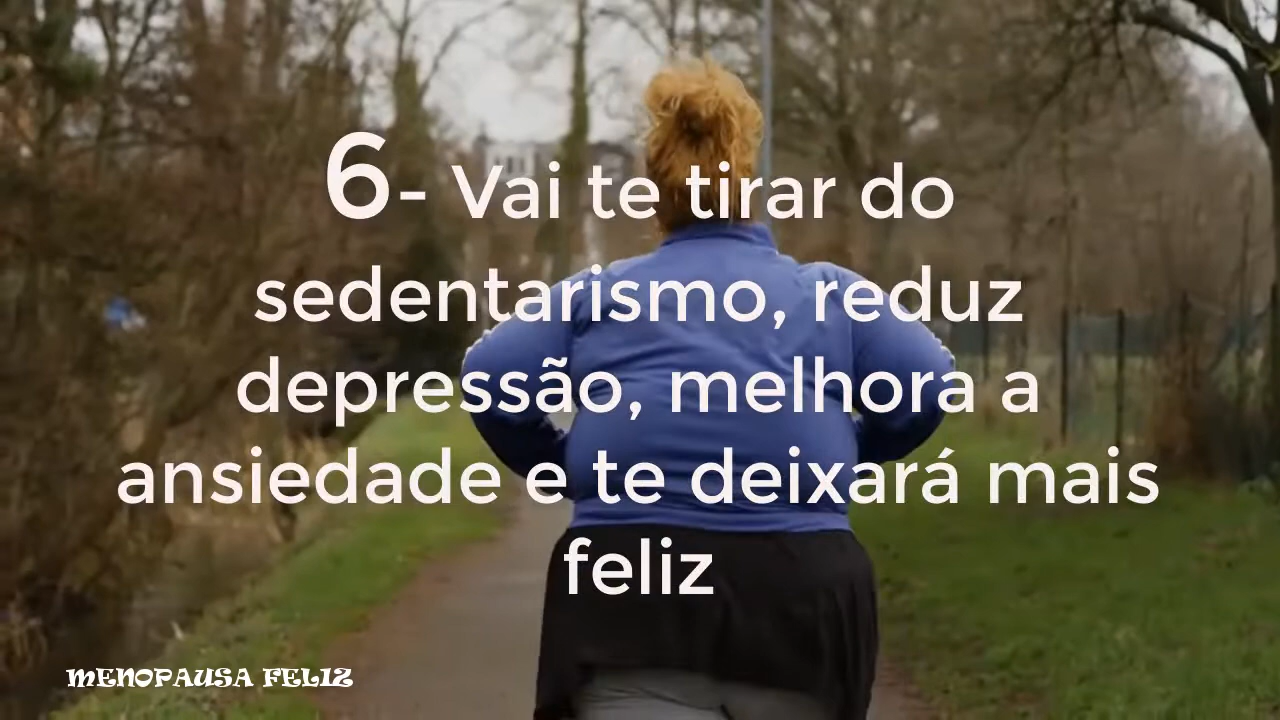 6- Vai te tirar do
sedentarismo, reduz
depressão, melhora a
ansiedade e te deixará mais
feliz
MENOPAUSA FELIZ